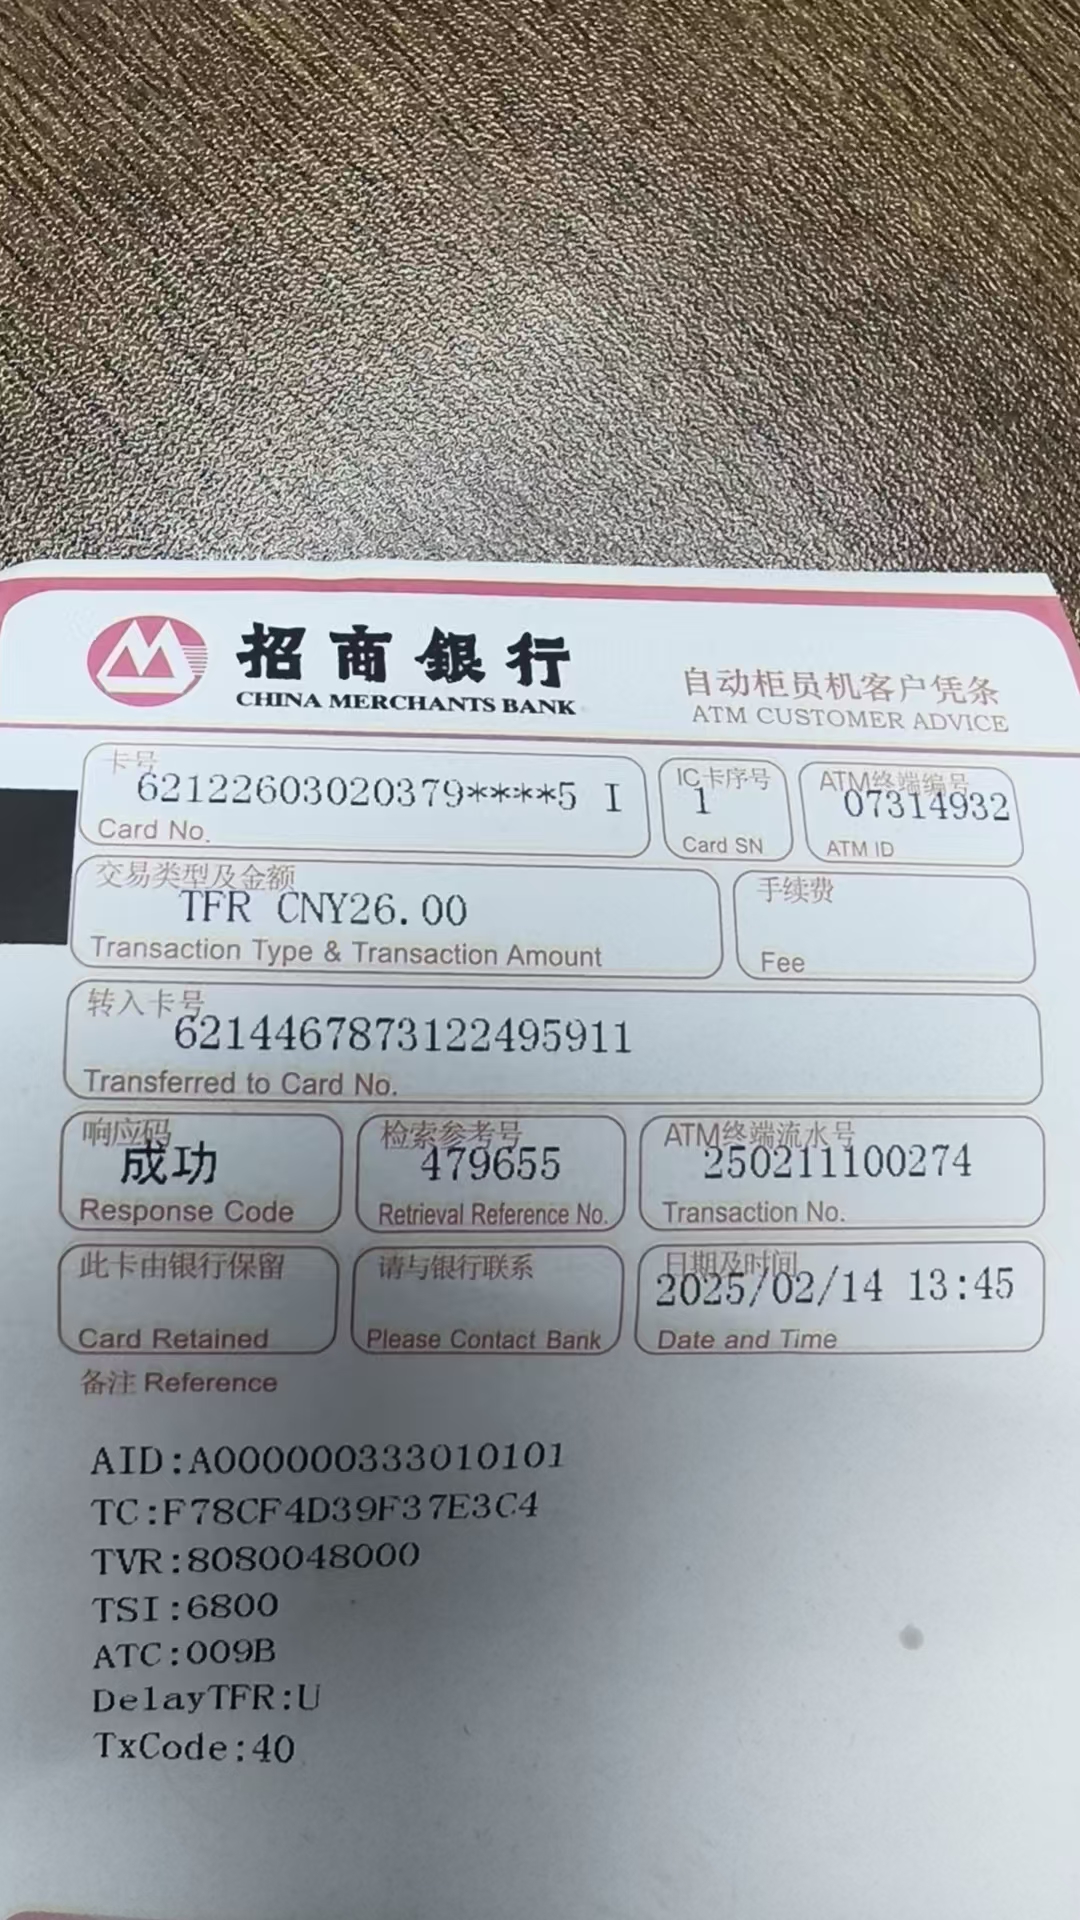 招商银行
CHINA MERCHANTS BANK
自动柜员机客户凭条
ATM CUSTOMER ADVICE
卡号
62122603020379****5 I
Card No.
IC卡序号
1
Card SN
ATM终端编号
07314932
ATM ID
交易类型及金额
TFR CNY26.00
Transaction Type & Transaction Amount
手续费
Fee
转入卡号
6214467873122495911
Transferred to Card No.
响应码
成功
Response Code
检索参考号
479655
Retrieval Reference No.
ATM终端流水号
250211100274
Transaction No.
此卡由银行保留
Card Retained
请与银行联系
Please Contact Bank
日期及时间
2025/02/14 13:45
Date and Time
备注 Reference
AID:A000000333010101
TC:F78CF4D39F37E3C4
TVR:8080048000
TSI:6800
ATC:009B
DelayTFR:U
TxCode:40